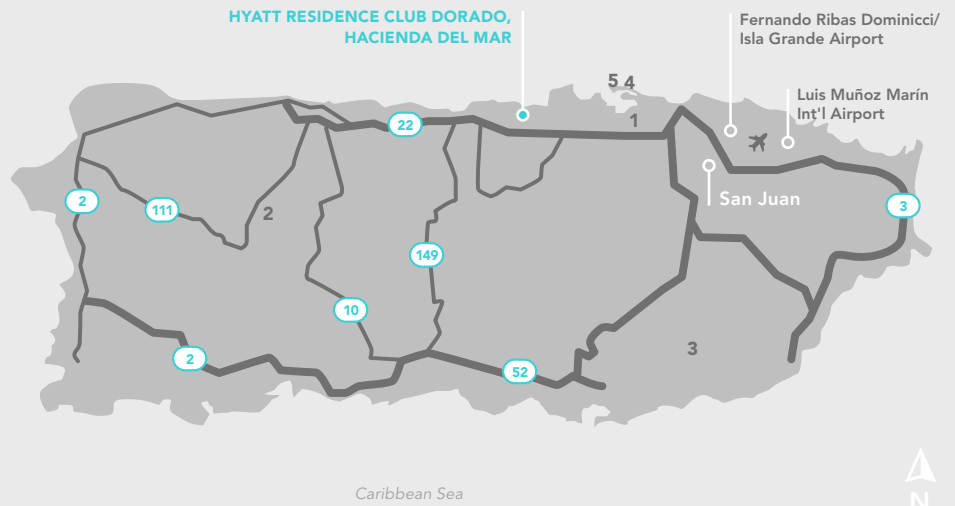 HYATT RESIDENCE CLUB DORADO,
HACIENDA DEL MAR
Fernando Ribas Dominicci/
Isla Grande Airport
5 4
Luis Muñoz Marín
Int'l Airport
1
22
2
111
2
San Juan
3
149
10
3
2
52
Caribbean Sea
N